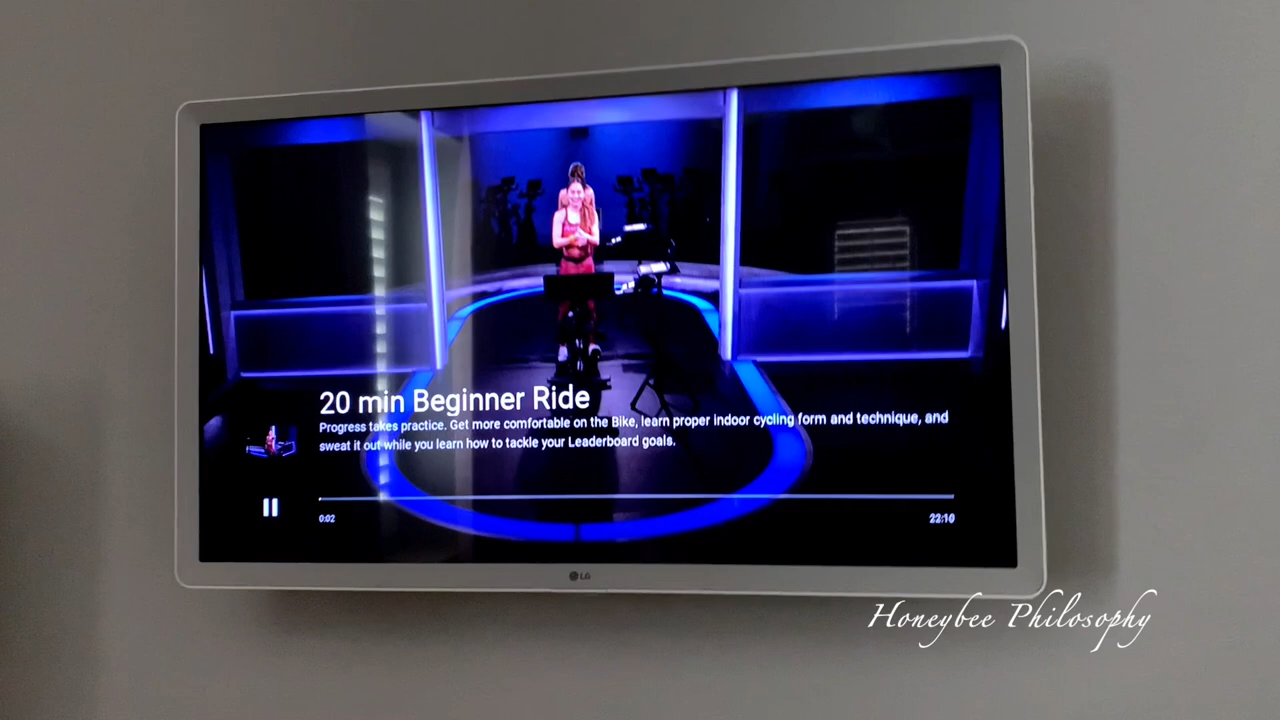 20 min Beginner Ride
Progress takes practice. Get more comfortable on the Bike, learn proper indoor cycling form and technique, and
sweat it out while you learn how to tackle your Leaderboard goals.
0:02
22:10
LG
Honeybee Philosophy